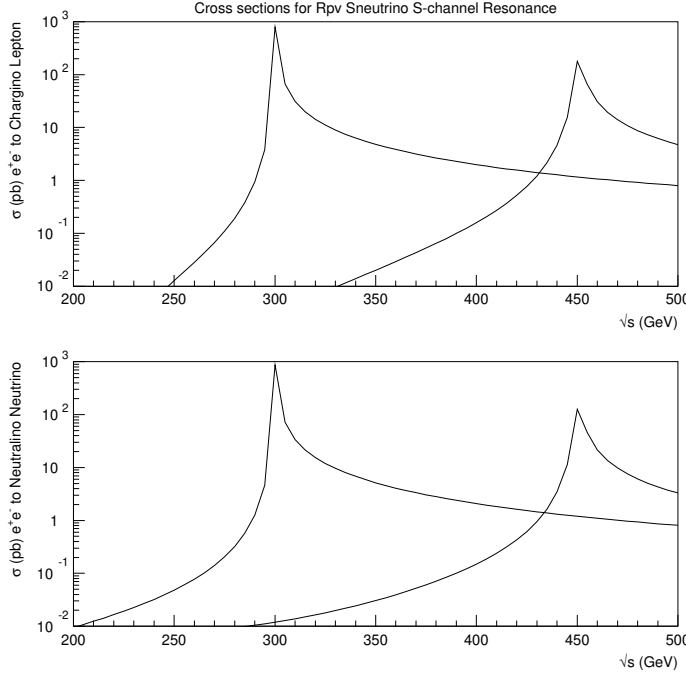 Cross sections for Rpv Sneutrino S-channel Resonance
σ (pb) e⁺e⁻ to Chargino Lepton
10³
10²
10
1
10⁻¹
10⁻²
200 250 300 350 400 450 500
√s (GeV)
σ (pb) e⁺e⁻ to Neutralino Neutrino
10³
10²
10
1
10⁻¹
10⁻²
200 250 300 350 400 450 500
√s (GeV)